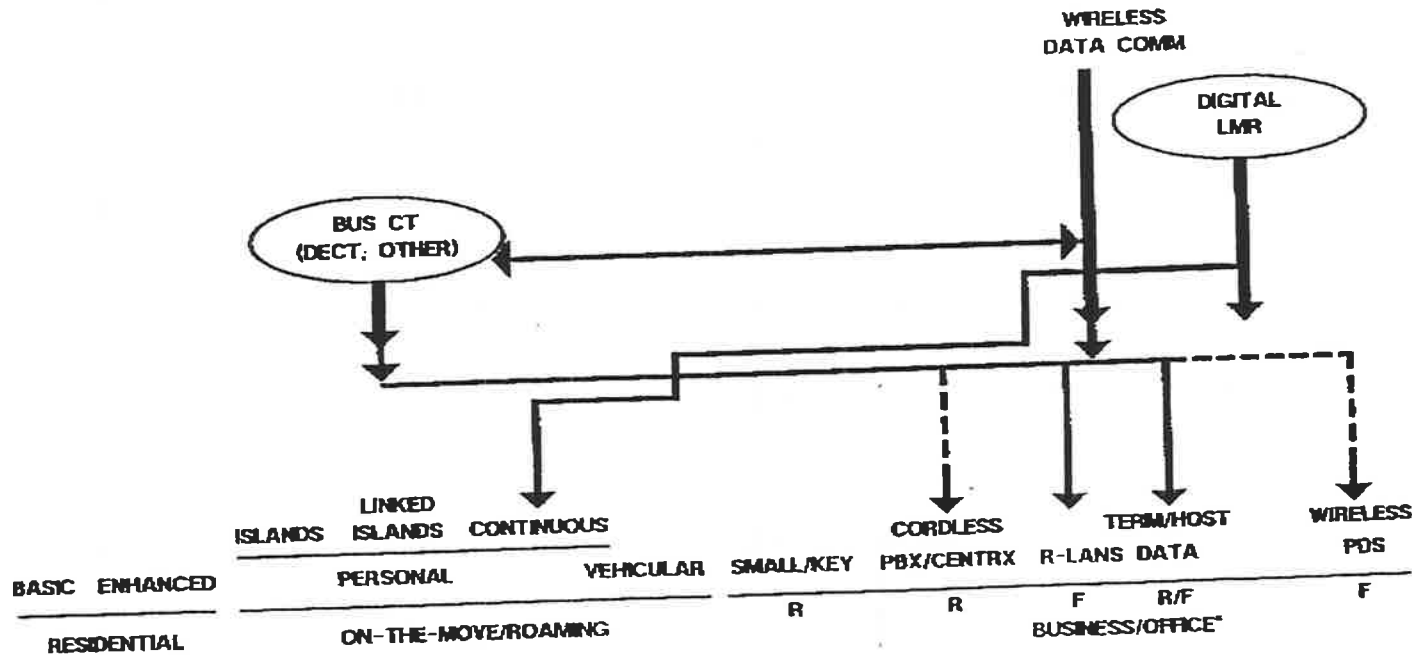 WIRELESS
DATA COMM
DIGITAL
LMR
BUS CT
(DECT; OTHER)
ISLANDS LINKED ISLANDS CONTINUOUS
CORDLESS PBX/CENTRX
TERM/HOST DATA
WIRELESS PDS
BASIC ENHANCED
PERSONAL
VEHICULAR
SMALL/KEY
R-LANS
R R F R/F F
RESIDENTIAL
ON-THE-MOVE/ROAMING
BUSINESS/OFFICE*